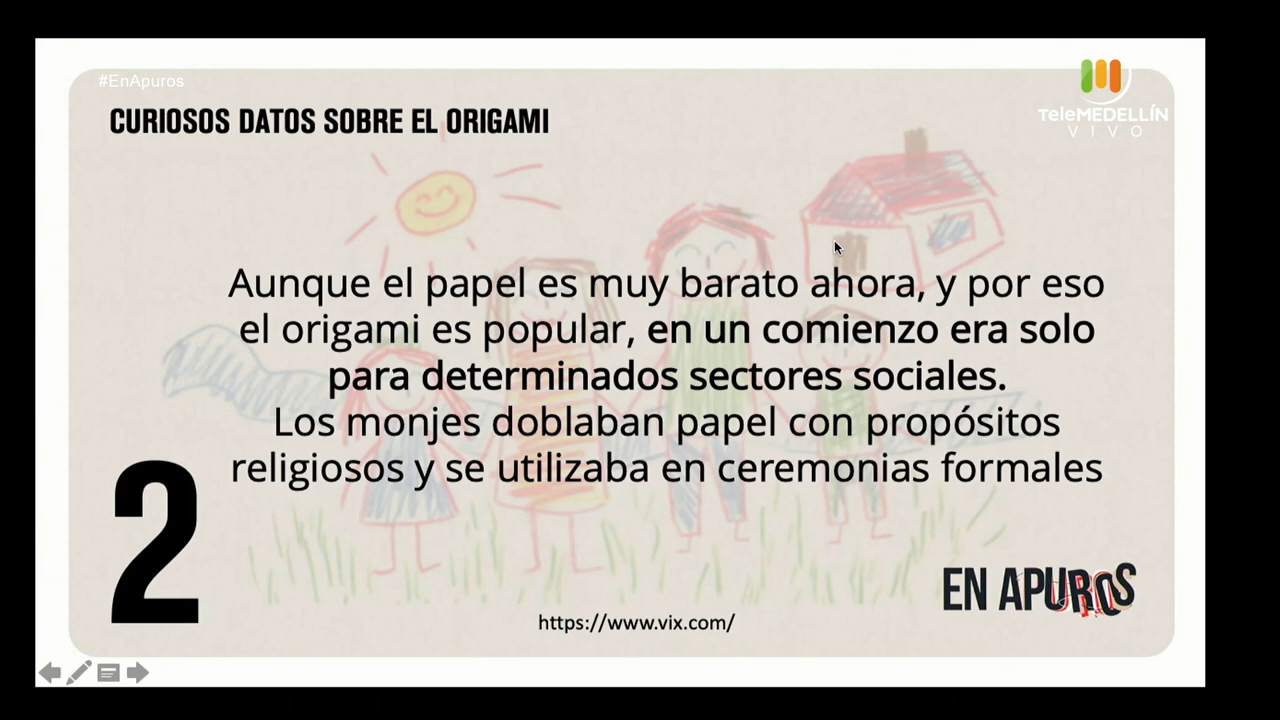 #EnApuros
TeleMEDELLÍN
VIVO
CURIOSOS DATOS SOBRE EL ORIGAMI
Aunque el papel es muy barato ahora, y por eso
el origami es popular, en un comienzo era solo
para determinados sectores sociales.
Los monjes doblaban papel con propósitos
religiosos y se utilizaba en ceremonias formales
2
EN APUROS
https://www.vix.com/